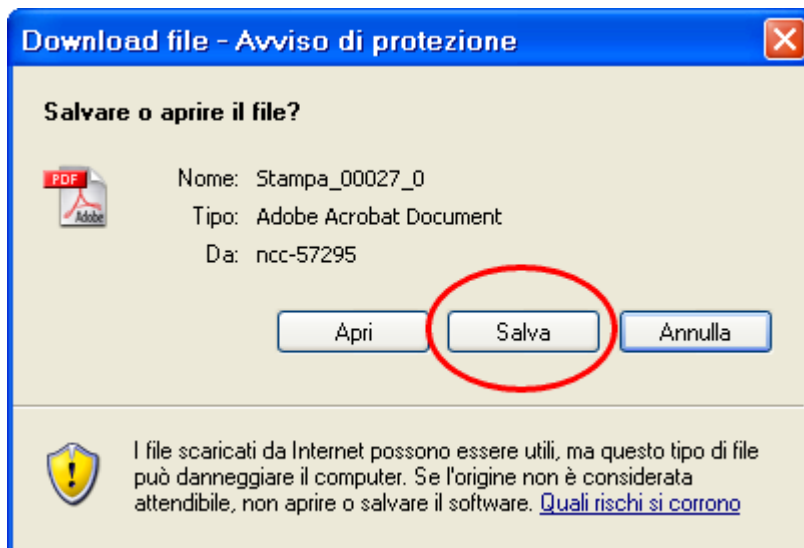 Download file - Avviso di protezione
Salvare o aprire il file?
PDF
Adobe
Nome: Stampa_00027_0
Tipo: Adobe Acrobat Document
Da: ncc-57295
Apri Salva Annulla
I file scaricati da Internet possono essere utili, ma questo tipo di file
può danneggiare il computer. Se l'origine non è considerata
attendibile, non aprire o salvare il software. Quali rischi si corrono